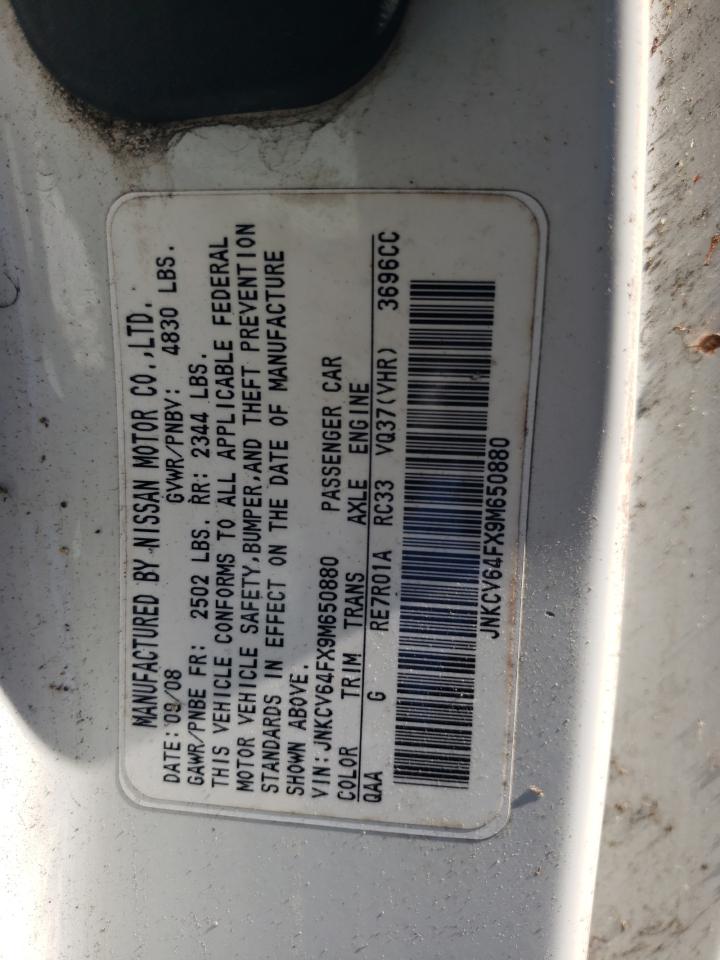 MANUFACTURED BY NISSAN MOTOR CO.,LTD.
GVWR/PNBV: 4830 LBS.
GAWR/PNBE FR: 2502 LBS. RR: 2344 LBS.
THIS VEHICLE CONFORMS TO ALL APPLICABLE FEDERAL
MOTOR VEHICLE SAFETY,BUMPER,AND THEFT PREVENTION
STANDARDS IN EFFECT ON THE DATE OF MANUFACTURE
SHOWN ABOVE.
VIN:JNKCV64FX9M650880 PASSENGER CAR
COLOR TRIM TRANS AXLE ENGINE
QAA G RE7R01A RC33 VQ37(VHR) 3696CC
JNKCV64FX9M650880